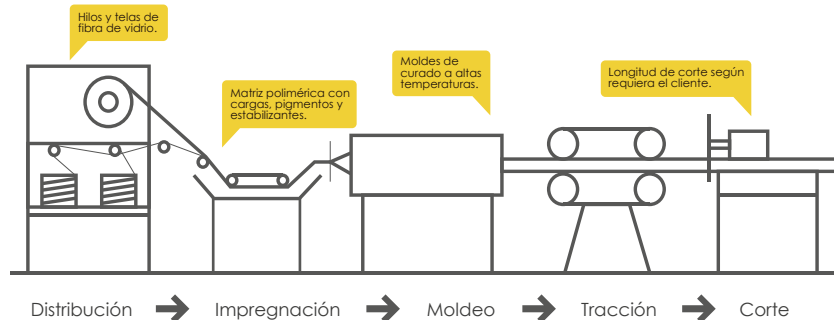 Hilos y telas de
fibra de vidrio.
Matriz polimérica con
cargas, pigmentos y
estabilizantes.
Moldes de
curado a altas
temperaturas.
Longitud de corte según
requiera el cliente.
Distribución
Impregnación
Moldeo
Tracción
Corte